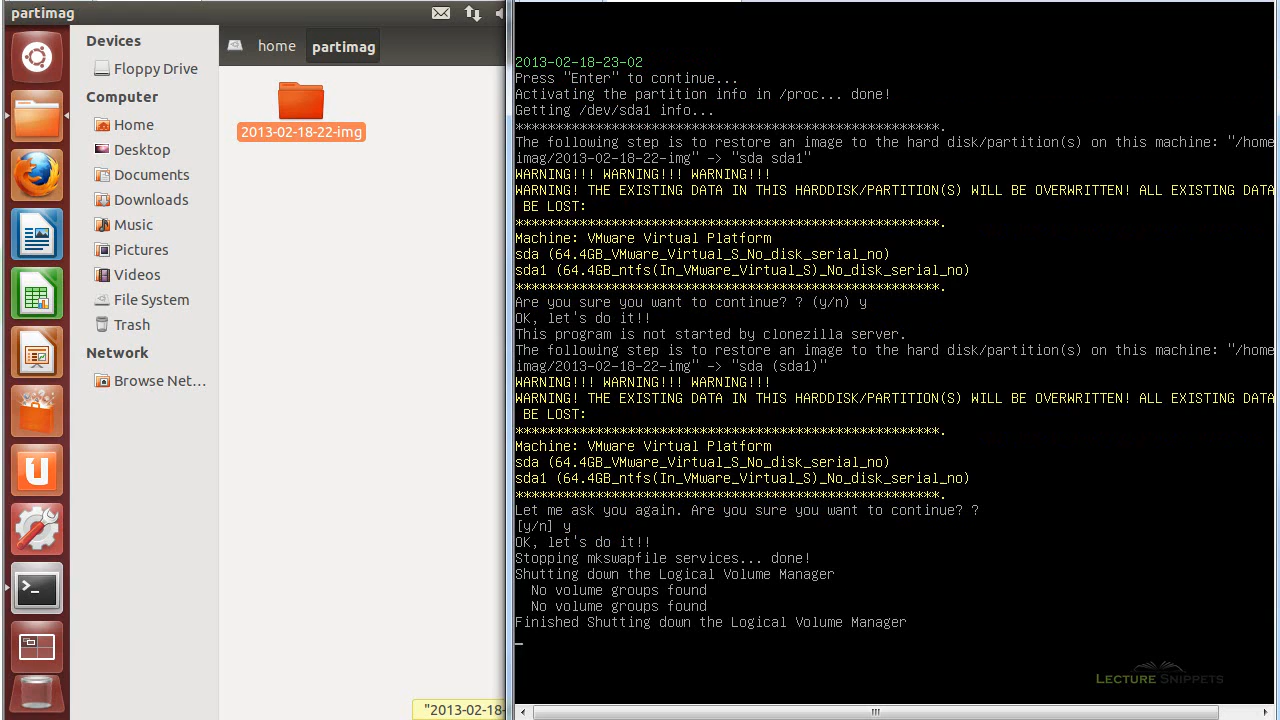 partimag
Devices
Floppy Drive
Computer
Home
Desktop
Documents
Downloads
Music
Pictures
Videos
File System
Trash
Network
Browse Net…
home
partimag
2013-02-18-22-img
"2013-02-18-
2013-02-18-23-02
Press "Enter" to continue...
Activating the partition info in /proc... done!
Getting /dev/sda1 info...
*****************************************************.
The following step is to restore an image to the hard disk/partition(s) on this machine: "/home
imag/2013-02-18-22-img" -> "sda sda1"
WARNING!!! WARNING!!! WARNING!!!
WARNING! THE EXISTING DATA IN THIS HARDDISK/PARTITION(S) WILL BE OVERWRITTEN! ALL EXISTING DATA
BE LOST:
*****************************************************.
Machine: VMware Virtual Platform
sda (64.4GB_VMware_Virtual_S_No_disk_serial_no)
sda1 (64.4GB_ntfs(In_VMware_Virtual_S)_No_disk_serial_no)
*****************************************************.
Are you sure you want to continue? ? (y/n) y
OK, let's do it!!
This program is not started by clonezilla server.
The following step is to restore an image to the hard disk/partition(s) on this machine: "/home
imag/2013-02-18-22-img" -> "sda (sda1)"
WARNING!!! WARNING!!! WARNING!!!
WARNING! THE EXISTING DATA IN THIS HARDDISK/PARTITION(S) WILL BE OVERWRITTEN! ALL EXISTING DATA
BE LOST:
*****************************************************.
Machine: VMware Virtual Platform
sda (64.4GB_VMware_Virtual_S_No_disk_serial_no)
sda1 (64.4GB_ntfs(In_VMware_Virtual_S)_No_disk_serial_no)
*****************************************************.
Let me ask you again. Are you sure you want to continue? ?
[y/n] y
OK, let's do it!!
Stopping mkswapfile services... done!
Shutting down the Logical Volume Manager
No volume groups found
No volume groups found
Finished Shutting down the Logical Volume Manager
LECTURE SNIPPETS